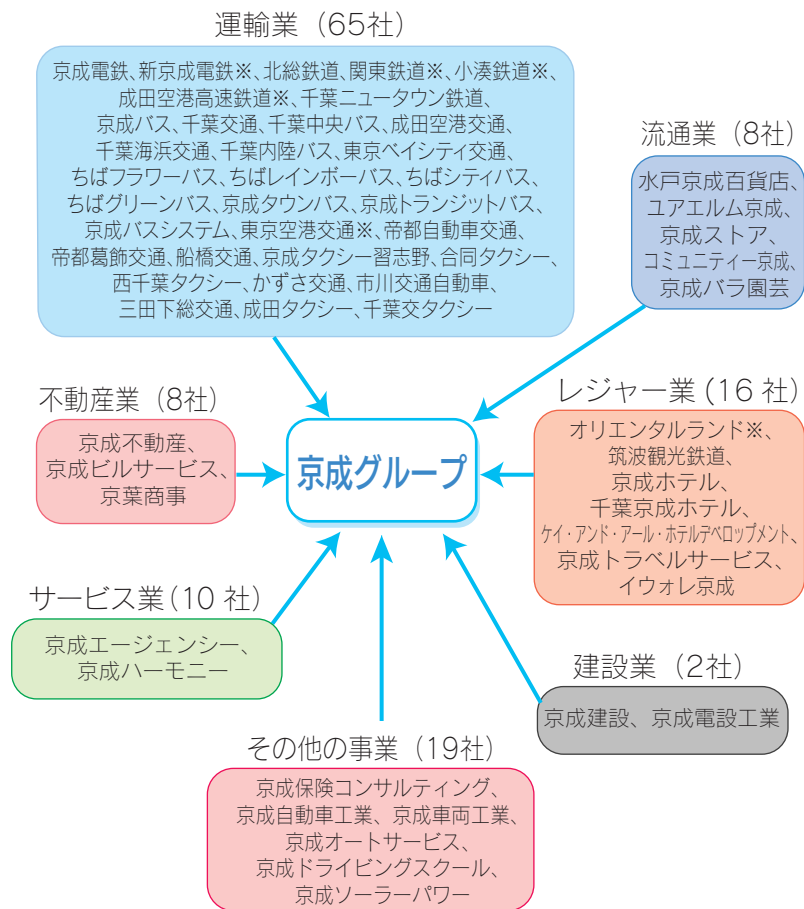 運輸業（65社）
京成電鉄、新京成電鉄※、北総鉄道、関東鉄道※、小湊鉄道※、
成田空港高速鉄道※、千葉ニュータウン鉄道、
京成バス、千葉交通、千葉中央バス、成田空港交通、
千葉海浜交通、千葉内陸バス、東京ベイシティ交通、
ちばフラワーバス、ちばレインボーバス、ちばシティバス、
ちばグリーンバス、京成タウンバス、京成トランジットバス、
京成バスシステム、東京空港交通※、帝都自動車交通、
帝都葛飾交通、船橋交通、京成タクシー習志野、合同タクシー、
西千葉タクシー、かずさ交通、市川交通自動車、
三田下総交通、成田タクシー、千葉交タクシー
流通業（8社）
水戸京成百貨店、
ユアエルム京成、
京成ストア、
コミュニティー京成、
京成バラ園芸
不動産業（8社）
京成不動産、
京成ビルサービス、
京葉商事
京成グループ
レジャー業（16 社）
オリエンタルランド※、
筑波観光鉄道、
京成ホテル、
千葉京成ホテル、
ケイ・アンド・アール・ホテルデベロップメント、
京成トラベルサービス、
イウォレ京成
サービス業（10 社）
京成エージェンシー、
京成ハーモニー
建設業（2社）
京成建設、京成電設工業
その他の事業（19社）
京成保険コンサルティング、
京成自動車工業、京成車両工業、
京成オートサービス、
京成ドライビングスクール、
京成ソーラーパワー